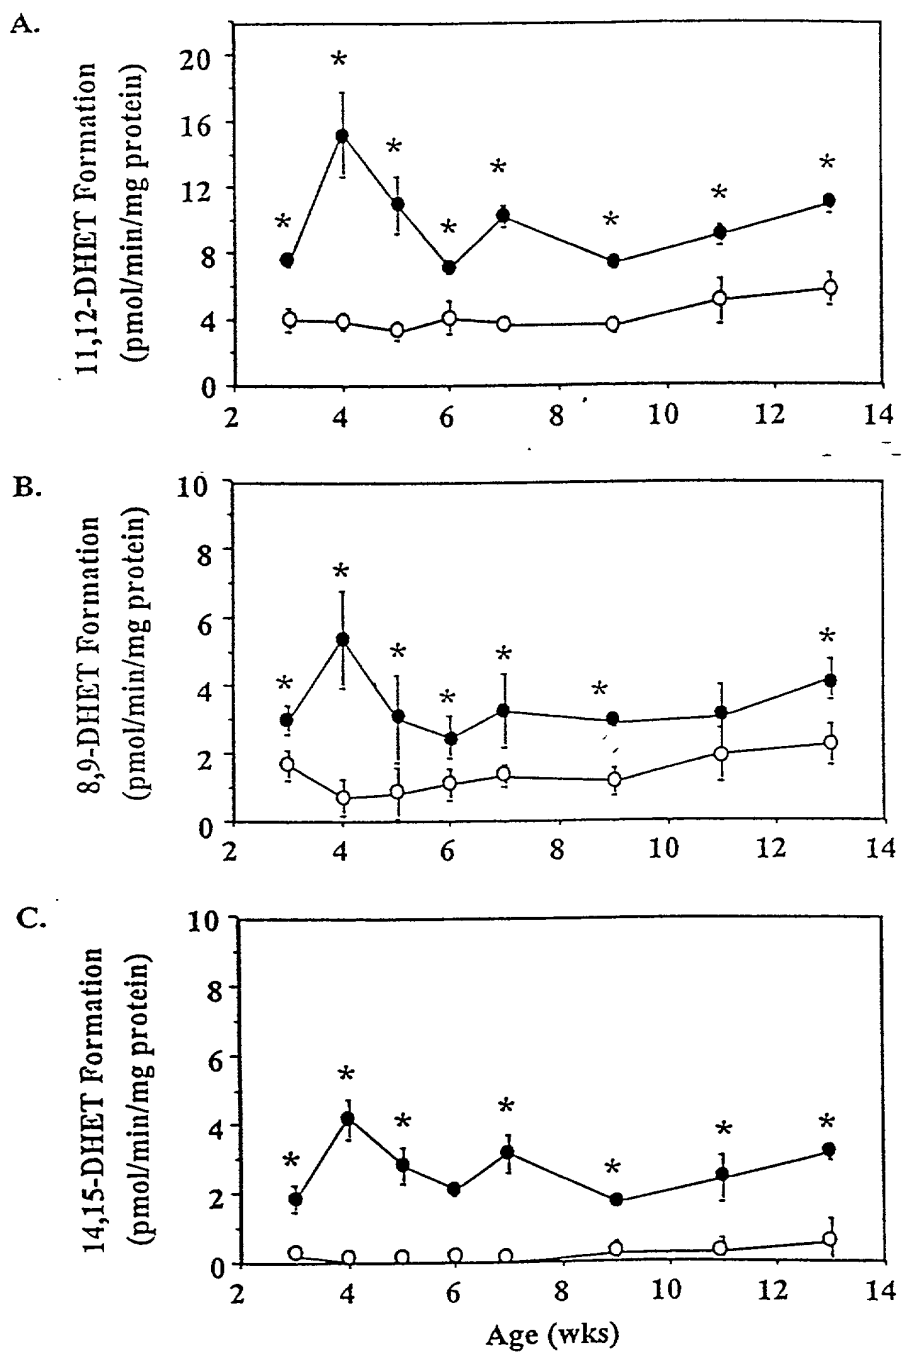 A.
11,12-DHET Formation
(pmol/min/mg protein)
20
16
12
8
4
0
* * * * * * * *
2 4 6 8 10 12 14
B.
8,9-DHET Formation
(pmol/min/mg protein)
10
8
6
4
2
0
* * * * * * *
2 4 6 8 10 12 14
C.
14,15-DHET Formation
(pmol/min/mg protein)
10
8
6
4
2
0
* * * * * * *
2 4 6 8 10 12 14
Age (wks)